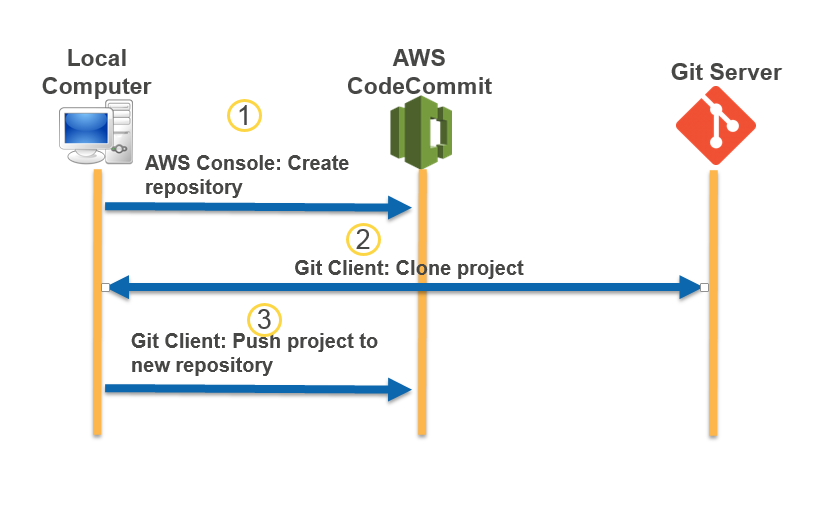 Local
Computer
AWS
CodeCommit
Git Server
1
AWS Console: Create
repository
2
Git Client: Clone project
3
Git Client: Push project to
new repository